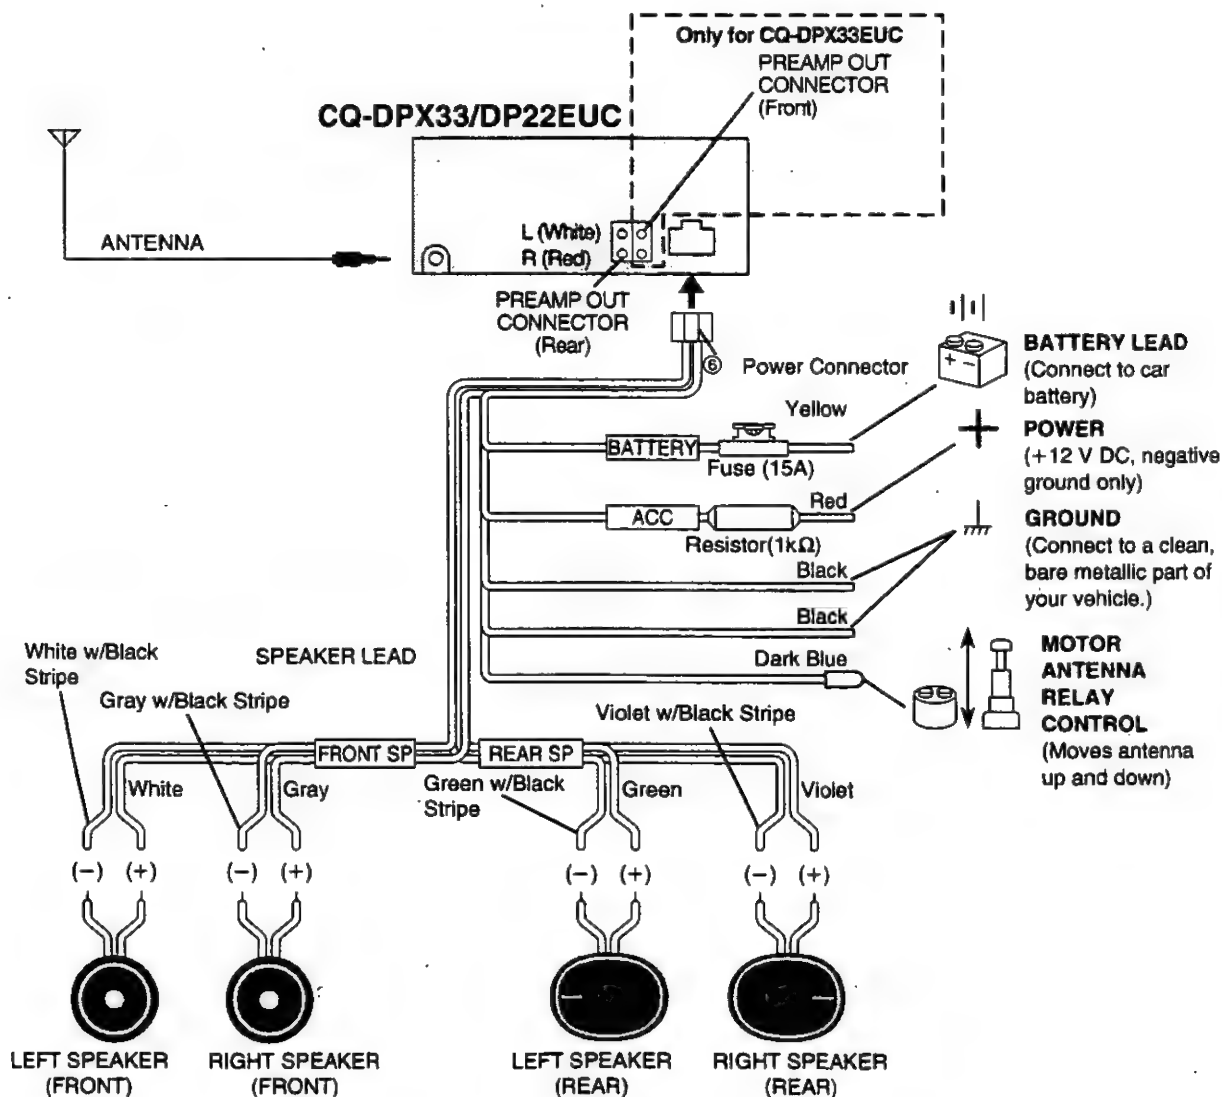 Only for CQ-DPX33EUC
PREAMP OUT
CONNECTOR
(Front)
CQ-DPX33/DP22EUC
ANTENNA
L (White)
R (Red)
PREAMP OUT
CONNECTOR
(Rear)
⑥
Power Connector
BATTERY LEAD
(Connect to car
battery)
Yellow
BATTERY
Fuse (15A)
+ −
POWER
(+12 V DC, negative
ground only)
Red
ACC
Resistor(1kΩ)
GROUND
(Connect to a clean,
bare metallic part of
your vehicle.)
Black
Black
Dark Blue
MOTOR
ANTENNA
RELAY
CONTROL
(Moves antenna
up and down)
White w/Black
Stripe
SPEAKER LEAD
Gray w/Black Stripe
Violet w/Black Stripe
FRONT SP
REAR SP
White
Gray
Green w/Black
Stripe
Green
Violet
(−) (+) (−) (+) (−) (+) (−) (+)
LEFT SPEAKER
(FRONT)
RIGHT SPEAKER
(FRONT)
LEFT SPEAKER
(REAR)
RIGHT SPEAKER
(REAR)